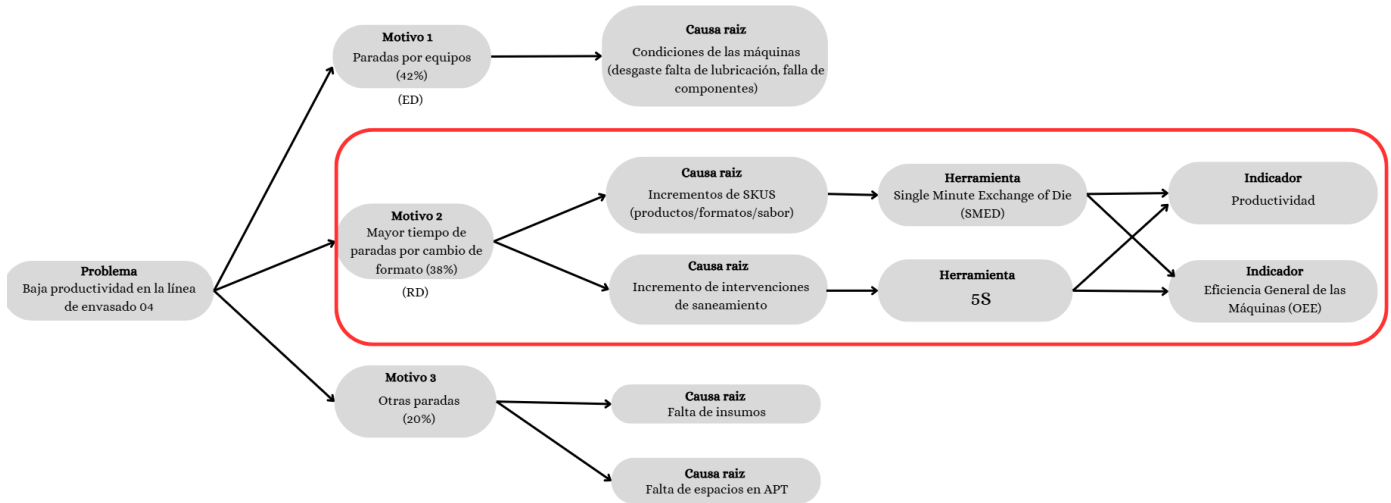 Motivo 1
Paradas por equipos
(42%)
(ED)
Causa raiz
Condiciones de las máquinas
(desgaste falta de lubricación, falla de
componentes)
Problema
Baja productividad en la línea
de envasado 04
Motivo 2
Mayor tiempo de
paradas por cambio de
formato (38%)
(RD)
Causa raiz
Incrementos de SKUS
(productos/formatos/sabor)
Herramienta
Single Minute Exchange of Die
(SMED)
Indicador
Productividad
Causa raiz
Incremento de intervenciones
de saneamiento
Herramienta
5S
Indicador
Eficiencia General de las
Máquinas (OEE)
Motivo 3
Otras paradas
(20%)
Causa raiz
Falta de insumos
Causa raiz
Falta de espacios en APT